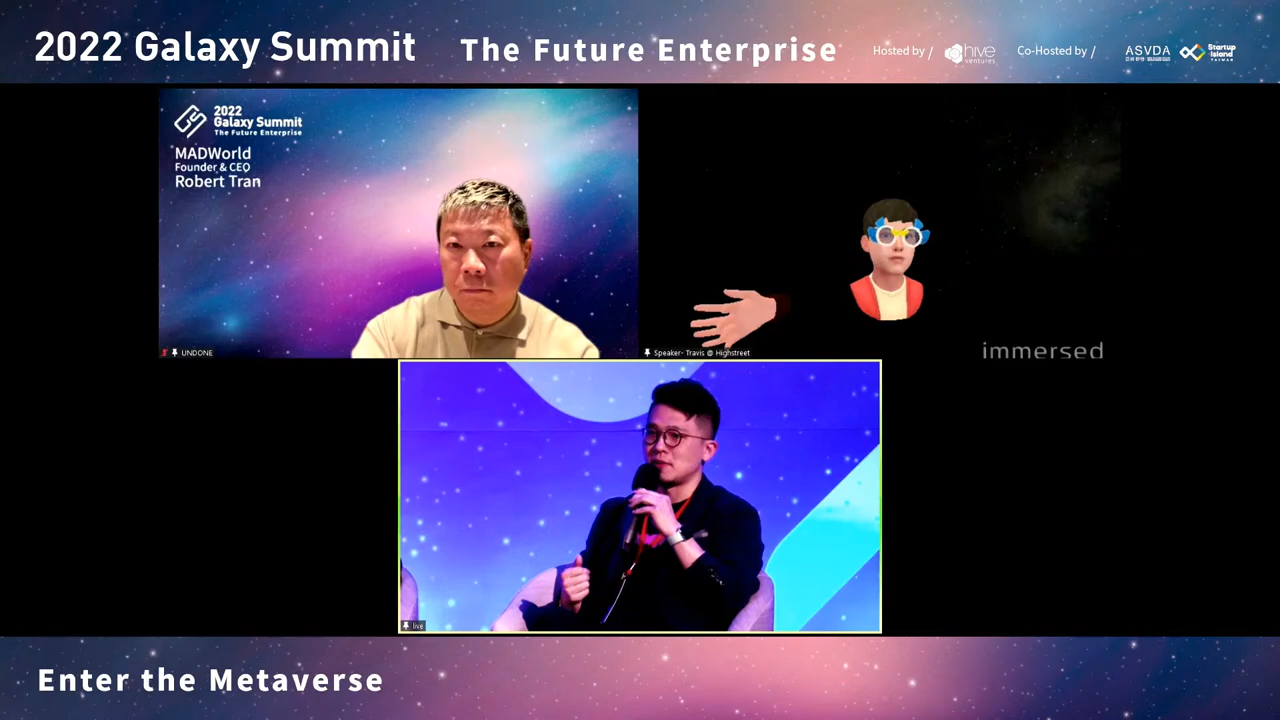 2022 Galaxy Summit
The Future Enterprise
Hosted by /
hive
ventures
Co-Hosted by /
ASVDA
Startup
Island
TAIWAN
2022
Galaxy Summit
The Future Enterprise
MADWorld
Founder & CEO
Robert Tran
UNDONE
Speaker- Travis @ Highstreet
immersed
live
Enter the Metaverse